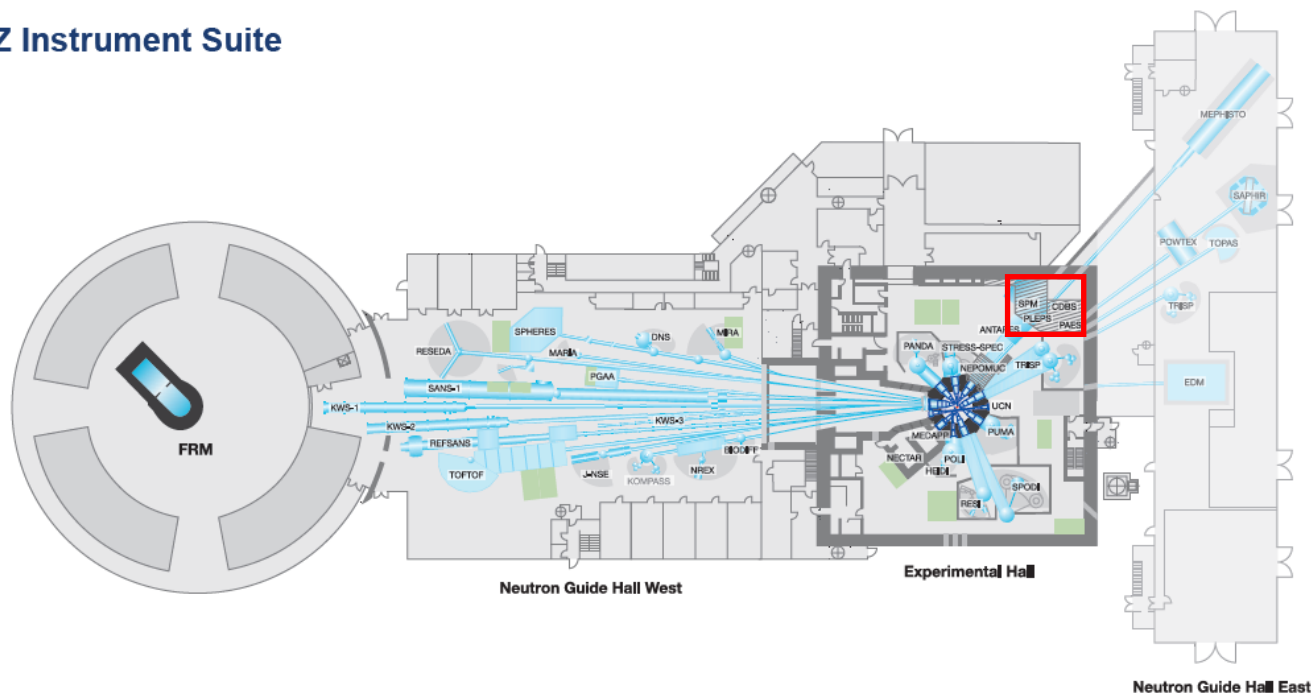 Z Instrument Suite
MEPHISTO
SAPHIR
POWTEX
TOPAS
TRISP
EDM
SPM
CDBS
PLEPS
PAES
ANTARES
PANDA
STRESS-SPEC
NEPOMUC
TRISP
UCN
MEDAPP
PUMA
NECTAR
POLI
HEIDI
RESI
SPODI
SPHERES
DNS
MIRA
RESEDA
MARIA
PGAA
SANS-1
KWS-1
KWS-2
KWS-3
REFSANS
BIODIFF
TOFTOF
J-NSE
KOMPASS
NREX
FRM
Neutron Guide Hall West
Experimental Hall
Neutron Guide Hall East